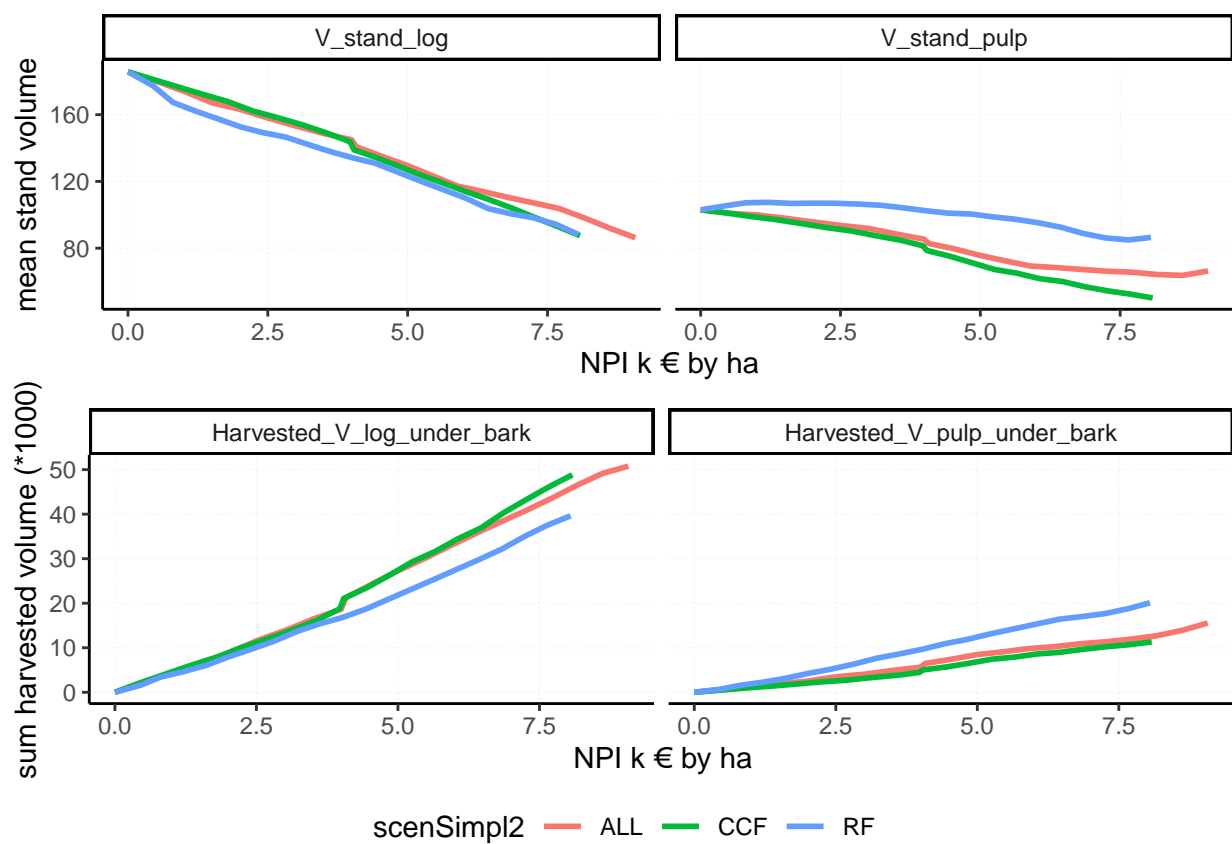 V_stand_log V_stand_pulp
mean stand volume
160
120
80
0.0 2.5 5.0 7.5 0.0 2.5 5.0 7.5
NPI k € by ha
Harvested_V_log_under_bark Harvested_V_pulp_under_bark
sum harvested volume (*1000)
50
40
30
20
10
0
0.0 2.5 5.0 7.5 0.0 2.5 5.0 7.5
NPI k € by ha
scenSimpl2 ALL CCF RF